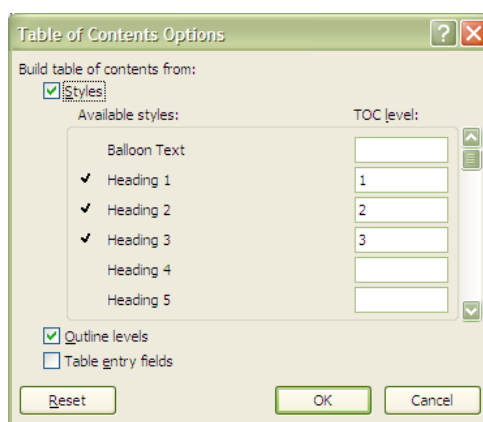 Table of Contents Options
Build table of contents from:
Styles
Available styles: TOC level:
Balloon Text
Heading 1 1
Heading 2 2
Heading 3 3
Heading 4
Heading 5
Outline levels
Table entry fields
Reset OK Cancel